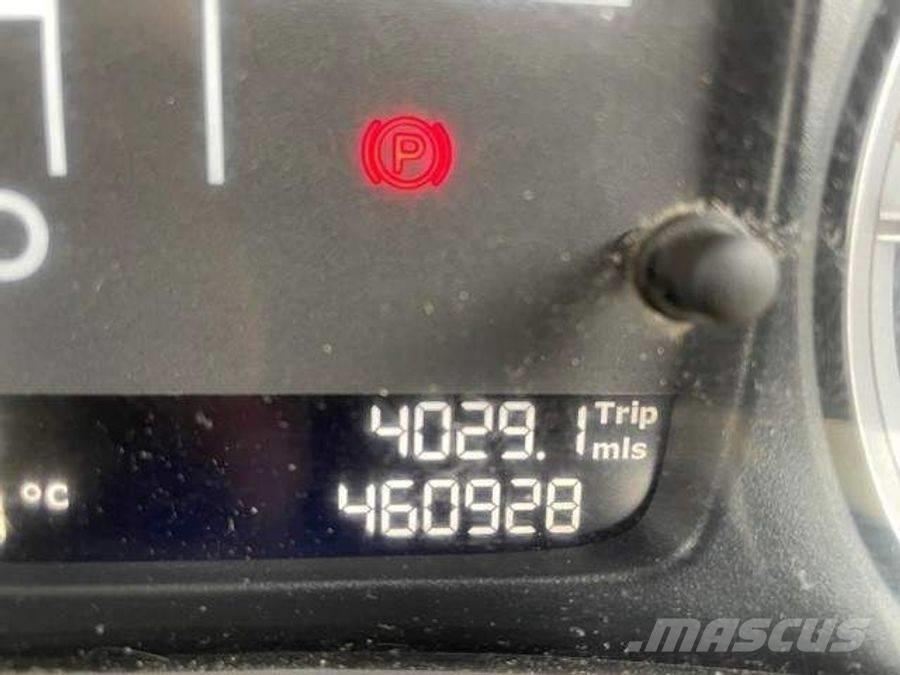 P
4029.1 Trip
mls
°C
460928
MASCUS